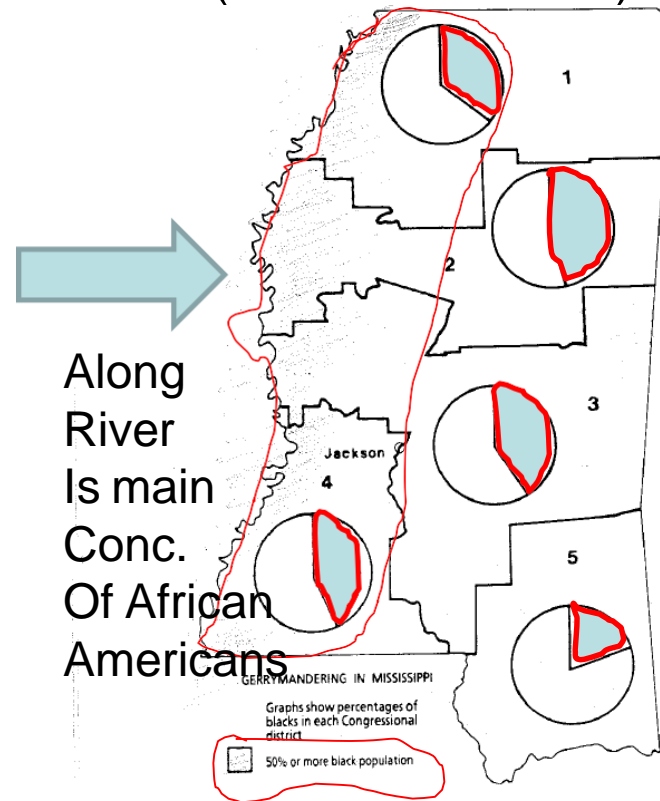 1
2
3
Jackson
4
5
Along
River
Is main
Conc.
Of African
Americans
GERRYMANDERING IN MISSISSIPPI
Graphs show percentages of
blacks in each Congressional
district
50% or more black population